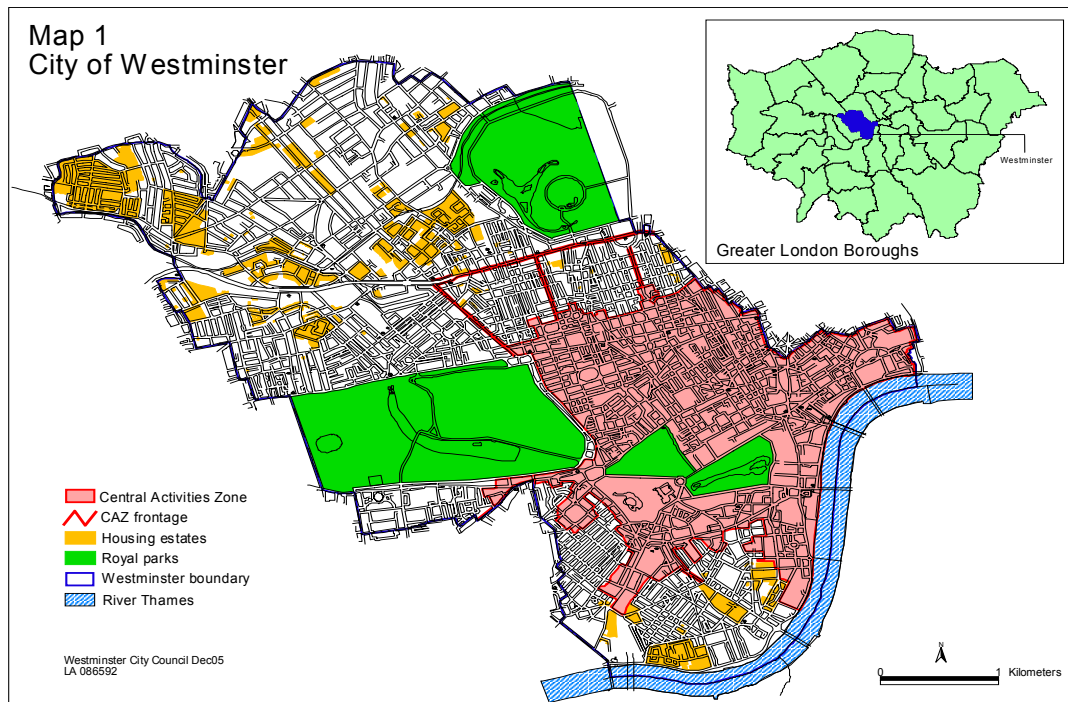 Map 1
City of Westminster
Westminster
Greater London Boroughs
Central Activities Zone
CAZ frontage
Housing estates
Royal parks
Westminster boundary
River Thames
Westminster City Council Dec05
LA 086592
N
0 1 Kilometers